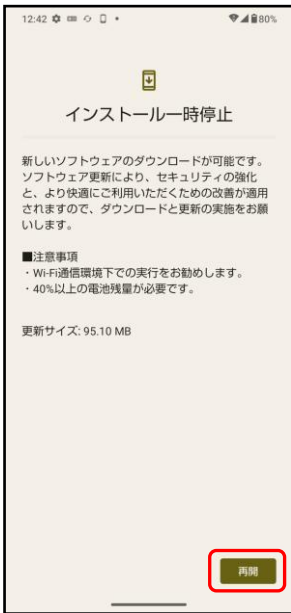 12:42 80%
インストール一時停止
新しいソフトウェアのダウンロードが可能です。
ソフトウェア更新により、セキュリティの強化
と、より快適にご利用いただくための改善が適用
されますので、ダウンロードと更新の実施をお願
いします。
■注意事項
・Wi-Fi通信環境下での実行をお勧めします。
・40%以上の電池残量が必要です。
更新サイズ: 95.10 MB
再開